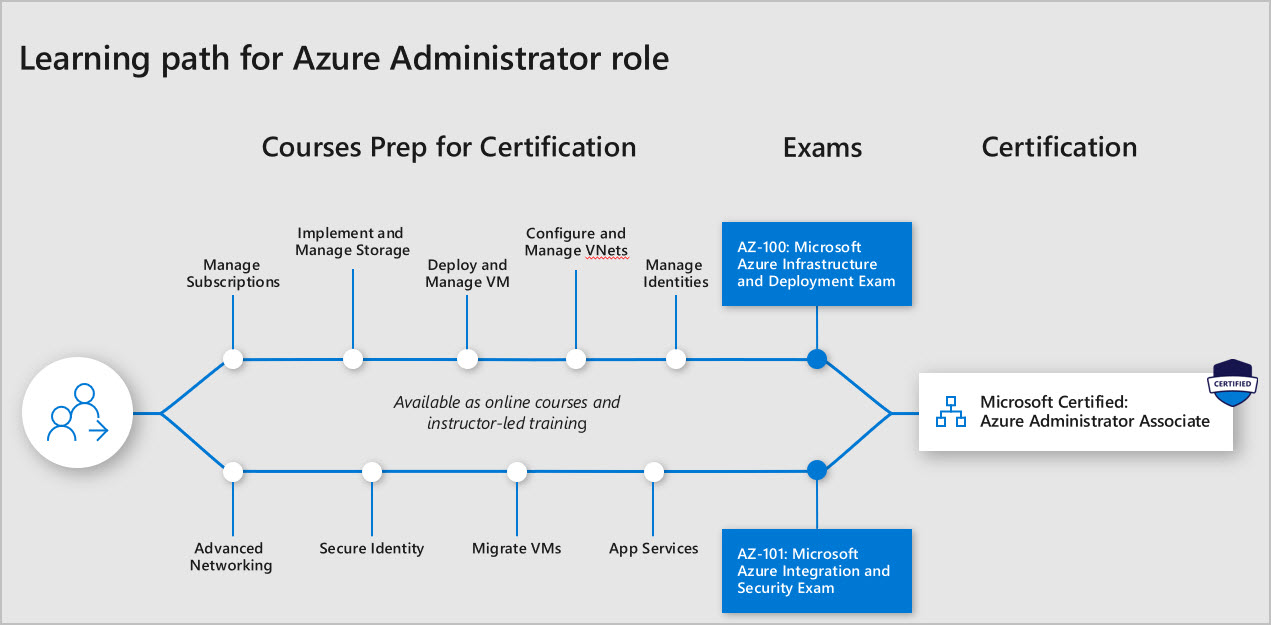 Learning path for Azure Administrator role
Courses Prep for Certification
Exams
Certification
Manage
Subscriptions
Implement and
Manage Storage
Deploy and
Manage VM
Configure and
Manage VNets
Manage
Identities
AZ-100: Microsoft
Azure Infrastructure
and Deployment Exam
Available as online courses and
instructor-led training
CERTIFIED
Microsoft Certified:
Azure Administrator Associate
Advanced
Networking
Secure Identity
Migrate VMs
App Services
AZ-101: Microsoft
Azure Integration and
Security Exam